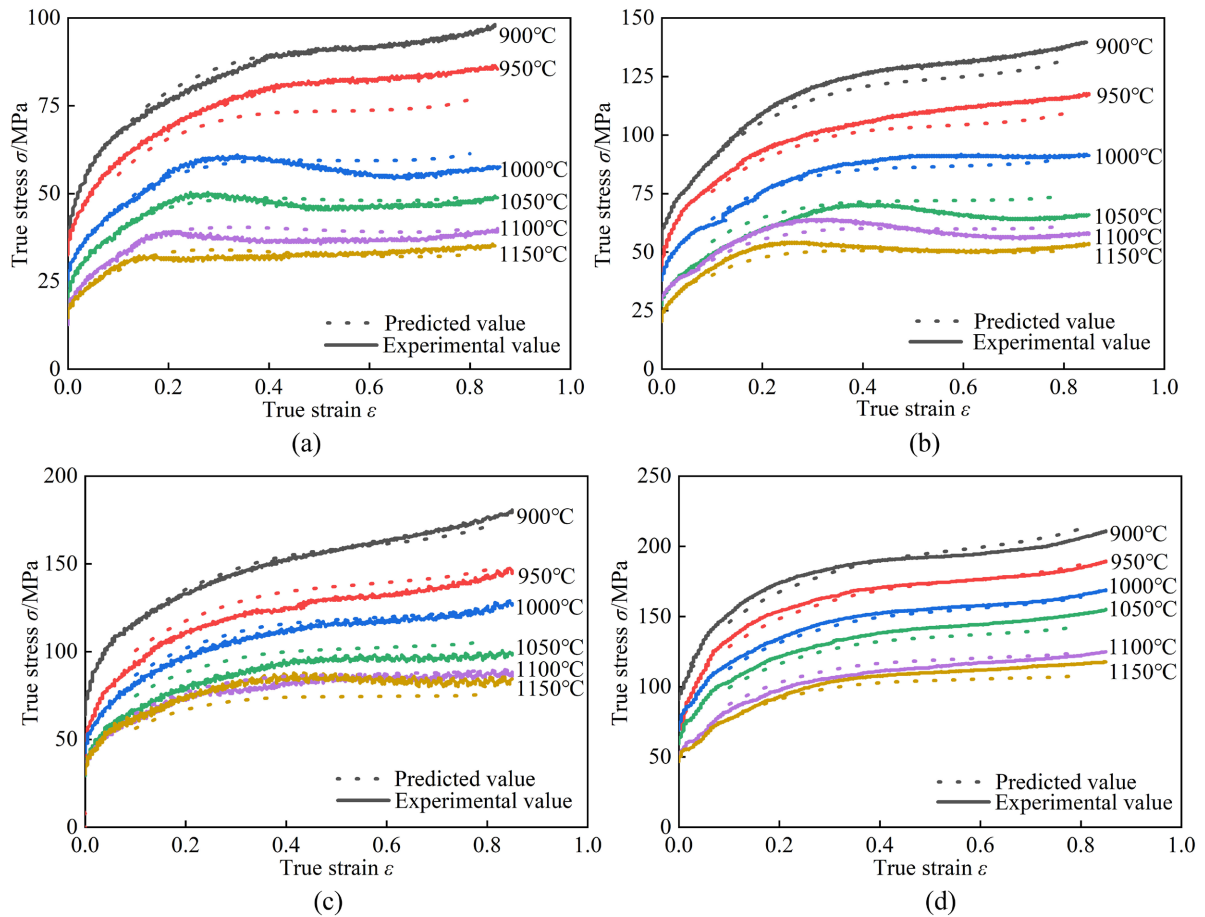 100
75
50
25
0
True stress σ/MPa
900℃
950℃
1000℃
1050℃
1100℃
1150℃
Predicted value
Experimental value
0.0 0.2 0.4 0.6 0.8 1.0
True strain ε
(a)
150
125
100
75
50
25
0
True stress σ/MPa
900℃
950℃
1000℃
1050℃
1100℃
1150℃
Predicted value
Experimental value
0.0 0.2 0.4 0.6 0.8 1.0
True strain ε
(b)
200
150
100
50
0
True stress σ/MPa
900℃
950℃
1000℃
1050℃
1100℃
1150℃
Predicted value
Experimental value
0.0 0.2 0.4 0.6 0.8 1.0
True strain ε
(c)
250
200
150
100
50
0
True stress σ/MPa
900℃
950℃
1000℃
1050℃
1100℃
1150℃
Predicted value
Experimental value
0.0 0.2 0.4 0.6 0.8 1.0
True strain ε
(d)